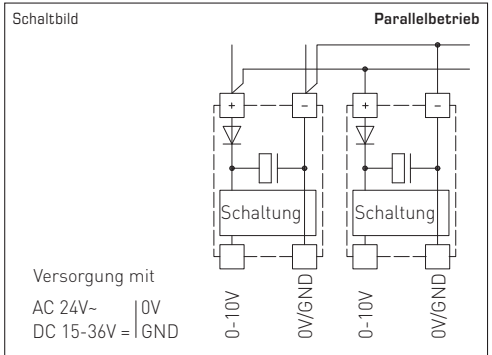 Schaltbild
Parallelbetrieb
+
−
+
−
Schaltung
Schaltung
Versorgung mit
AC 24V~ |0V
DC 15-36V = |GND
0-10V
0V/GND
0-10V
0V/GND